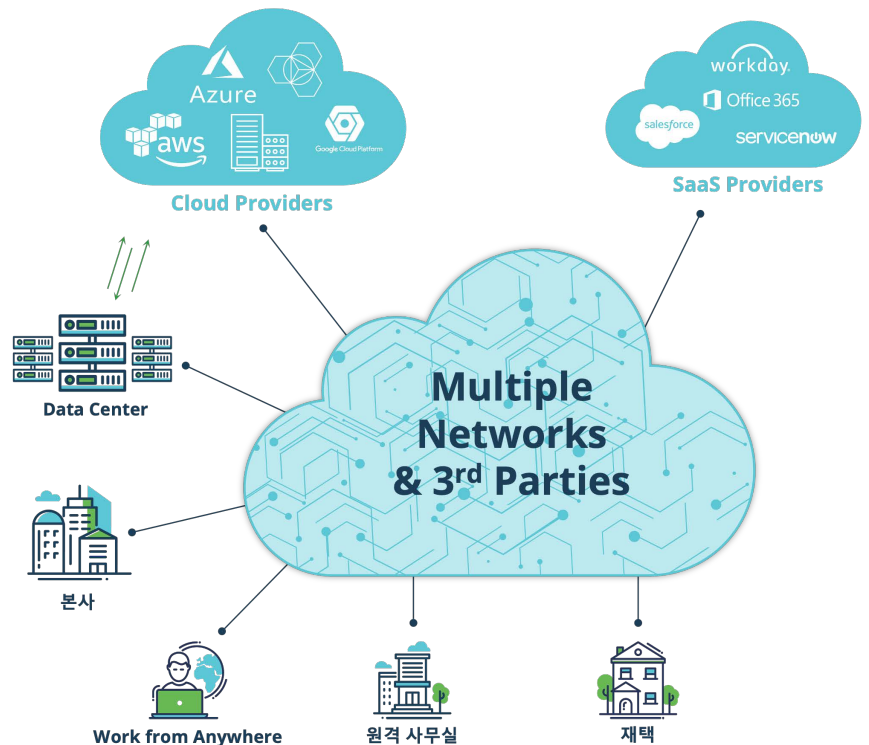 Azure
aws
Google Cloud Platform
Cloud Providers
workday.
Office 365
salesforce
servicenow
SaaS Providers
Multiple
Networks
& 3rd Parties
Data Center
본사
Work from Anywhere
원격 사무실
재택